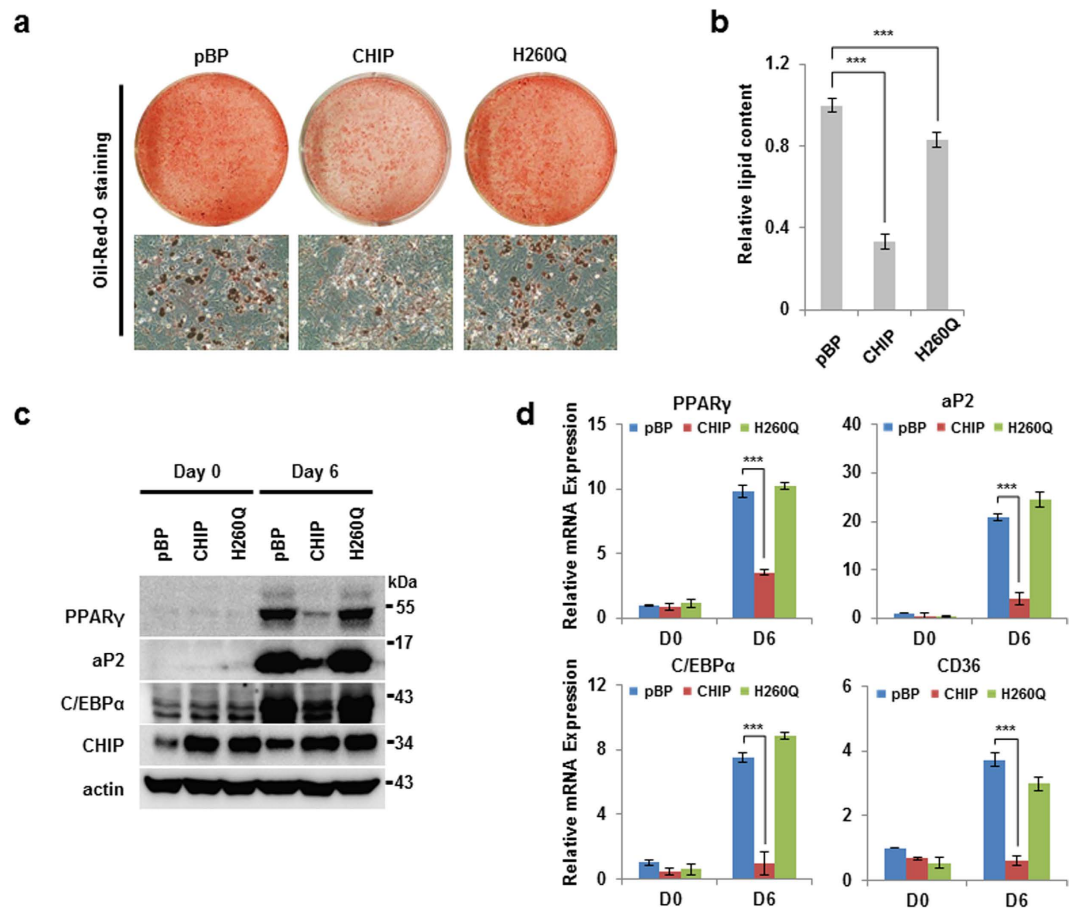 a
pBP CHIP H260Q
Oil-Red-O staining
b
Relative lipid content
1.2
0.8
0.4
0
***
***
pBP CHIP H260Q
c
Day 0 Day 6
pBP CHIP H260Q pBP CHIP H260Q
kDa
PPARγ 55
17
aP2
C/EBPα 43
CHIP 34
actin 43
d
PPARγ
pBP CHIP H260Q
Relative mRNA Expression
15
10
5
0
***
D0 D6
aP2
pBP CHIP H260Q
40
30
20
10
0
***
D0 D6
C/EBPα
pBP CHIP H260Q
Relative mRNA Expression
12
8
4
0
***
D0 D6
CD36
pBP CHIP H260Q
6
4
2
0
***
D0 D6